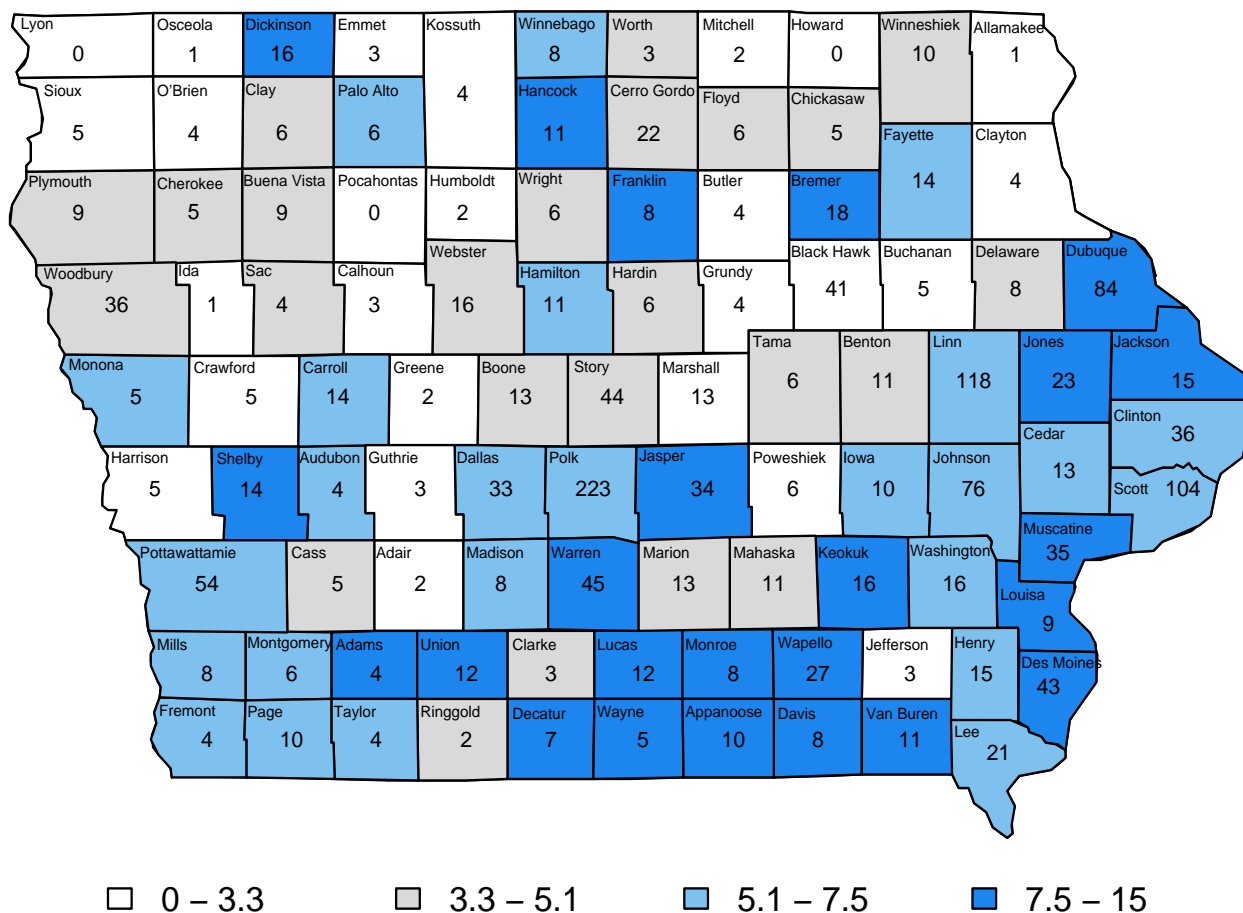 Lyon Osceola Dickinson Emmet Kossuth Winnebago Worth Mitchell Howard Winneshiek Allamakee
0 1 16 3 8 3 2 0 10 1
Sioux O'Brien Clay Palo Alto 4 Hancock Cerro Gordo Floyd Chickasaw
5 4 6 6 11 22 6 5
Fayette Clayton
14 4
Plymouth Cherokee Buena Vista Pocahontas Humboldt Wright Franklin Butler Bremer
9 5 9 0 2 6 8 4 18
Woodbury Ida Sac Calhoun Webster Hamilton Hardin Grundy Black Hawk Buchanan Delaware Dubuque
36 1 4 3 16 11 6 4 41 5 8 84
Monona Crawford Carroll Greene Boone Story Marshall Tama Benton Linn Jones Jackson
5 5 14 2 13 44 13 6 11 118 23 15
Clinton
36
Harrison Shelby Audubon Guthrie Dallas Polk Jasper Poweshiek Iowa Johnson Cedar Scott
5 14 4 3 33 223 34 6 10 76 13 104
Pottawattamie Cass Adair Madison Warren Marion Mahaska Keokuk Washington Muscatine
54 5 2 8 45 13 11 16 16 35
Louisa
9
Mills Montgomery Adams Union Clarke Lucas Monroe Wapello Jefferson Henry Des Moines
8 6 4 12 3 12 8 27 3 15 43
Fremont Page Taylor Ringgold Decatur Wayne Appanoose Davis Van Buren Lee
4 10 4 2 7 5 10 8 11 21
0 – 3.3 3.3 – 5.1 5.1 – 7.5 7.5 – 15